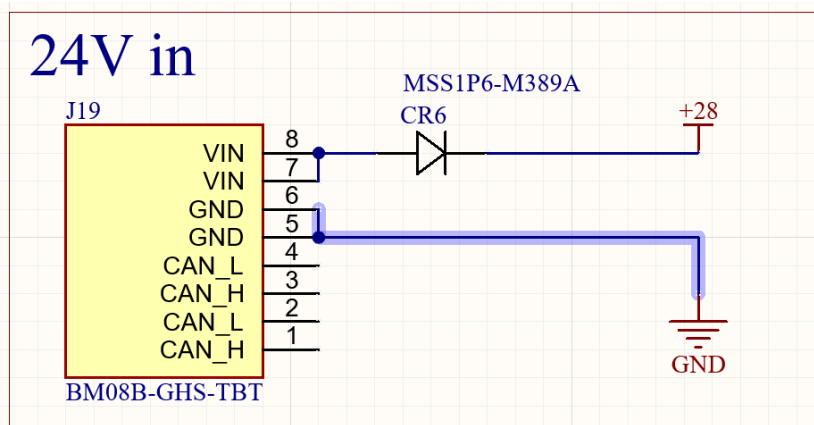 24V in
MSS1P6-M389A
J19
CR6
+28
VIN 8
VIN 7
GND 6
GND 5
CAN_L 4
CAN_H 3
CAN_L 2
CAN_H 1
GND
BM08B-GHS-TBT